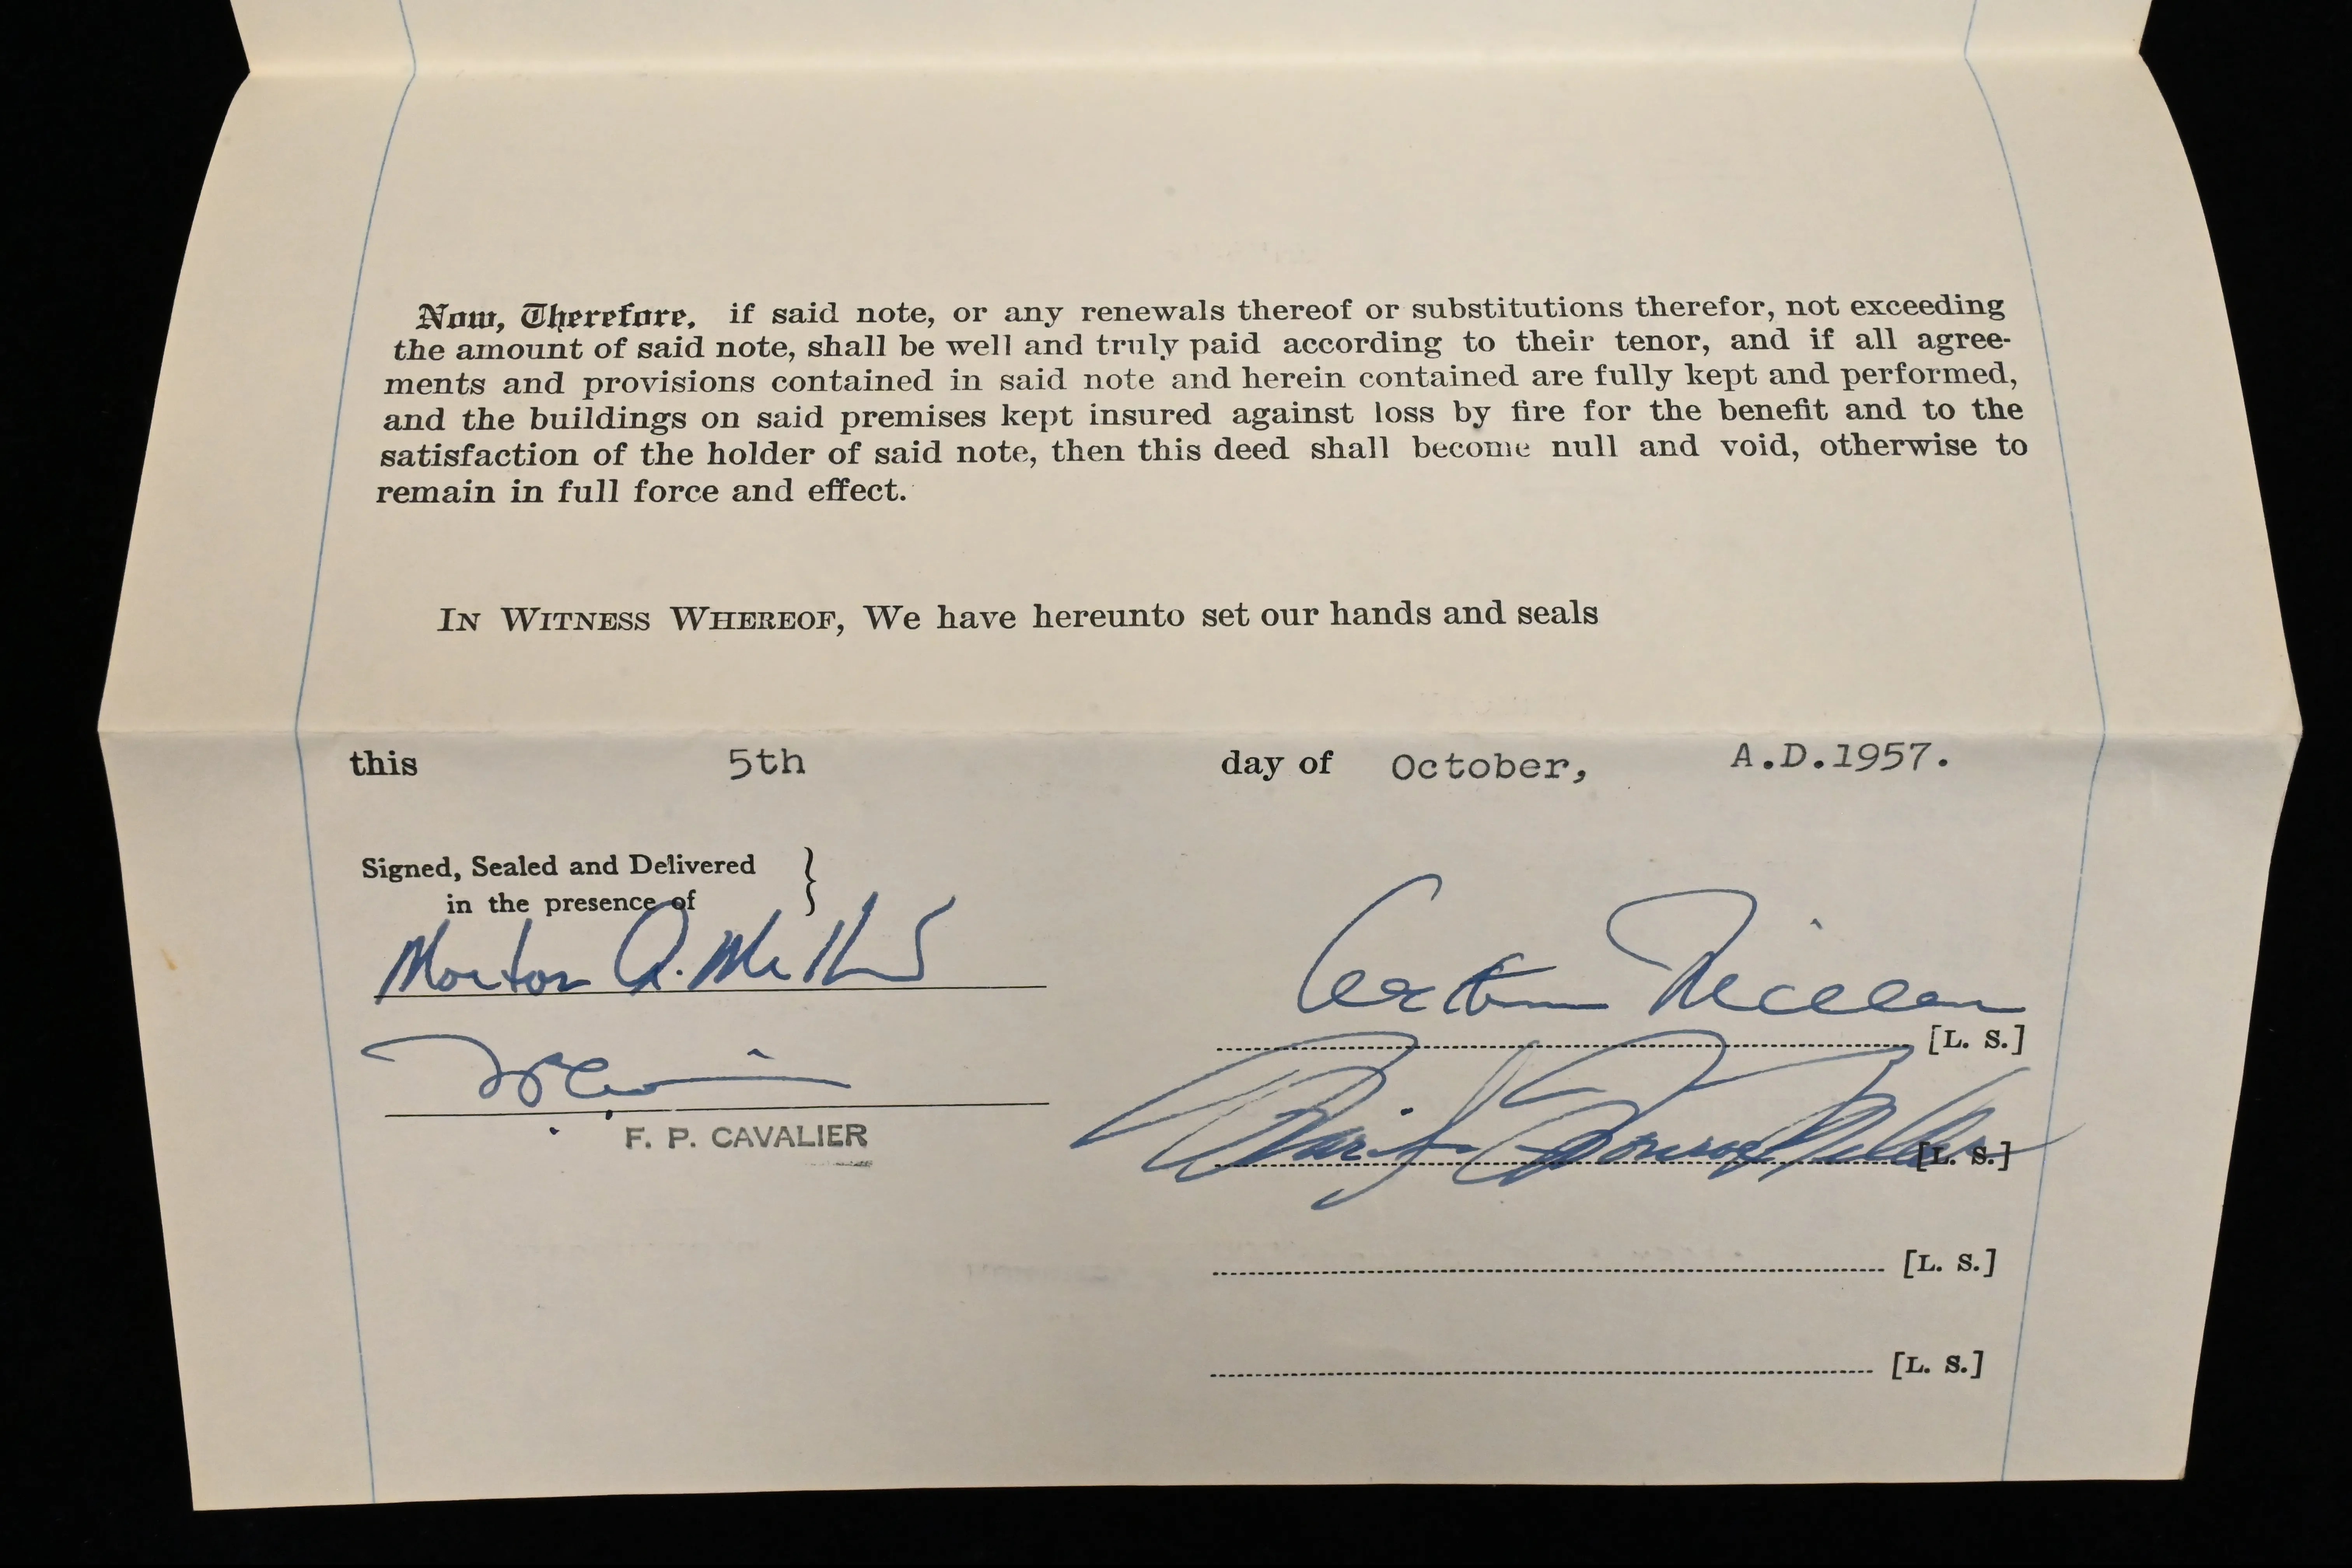 Now, Therefore, if said note, or any renewals thereof or substitutions therefor, not exceeding
the amount of said note, shall be well and truly paid according to their tenor, and if all agree-
ments and provisions contained in said note and herein contained are fully kept and performed,
and the buildings on said premises kept insured against loss by fire for the benefit and to the
satisfaction of the holder of said note, then this deed shall become null and void, otherwise to
remain in full force and effect.
IN WITNESS WHEREOF, We have hereunto set our hands and seals
this 5th day of October, A.D.1957.
Signed, Sealed and Delivered }
in the presence of
Morton
Arthur Miller
[L. S.]
Marilyn Monroe Miller [L. S.]
F. P. CAVALIER
[L. S.]
[L. S.]